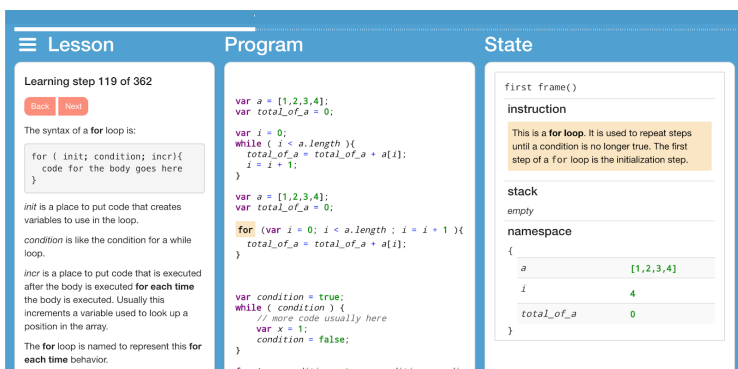 Lesson
Learning step 119 of 362
Back Next
The syntax of a for loop is:
for ( init; condition; incr){
  code for the body goes here
}
init is a place to put code that creates
variables to use in the loop.
condition is like the condition for a while
loop.
incr is a place to put code that is executed
after the body is executed for each time
the body is executed. Usually this
increments a variable used to look up a
position in the array.
The for loop is named to represent this for
each time behavior.
Program
var a = [1,2,3,4];
var total_of_a = 0;
var i = 0;
while ( i < a.length ){
  total_of_a = total_of_a + a[i];
  i = i + 1;
}
var a = [1,2,3,4];
var total_of_a = 0;
for (var i = 0; i < a.length ; i = i + 1 ){
  total_of_a = total_of_a + a[i];
}
var condition = true;
while ( condition ) {
    // more code usually here
    var x = 1;
    condition = false;
}
State
first frame()
instruction
This is a for loop. It is used to repeat steps
until a condition is no longer true. The first
step of a for loop is the initialization step.
stack
empty
namespace
{
a [1,2,3,4]
i 4
total_of_a 0
}